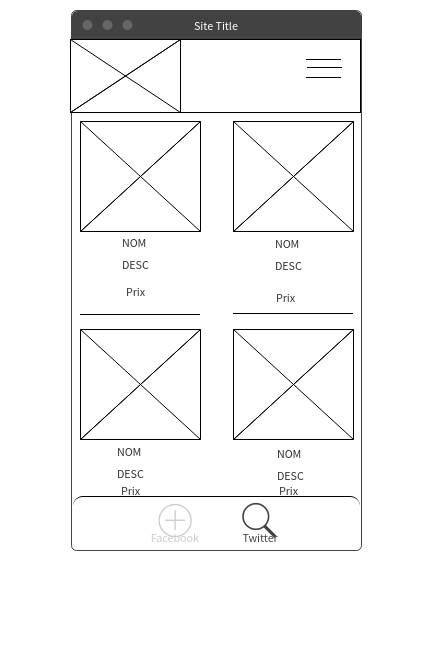 Site Title
NOM
NOM
DESC
DESC
Prix
Prix
NOM
NOM
DESC
DESC
Prix
Prix
Facebook
Twitter